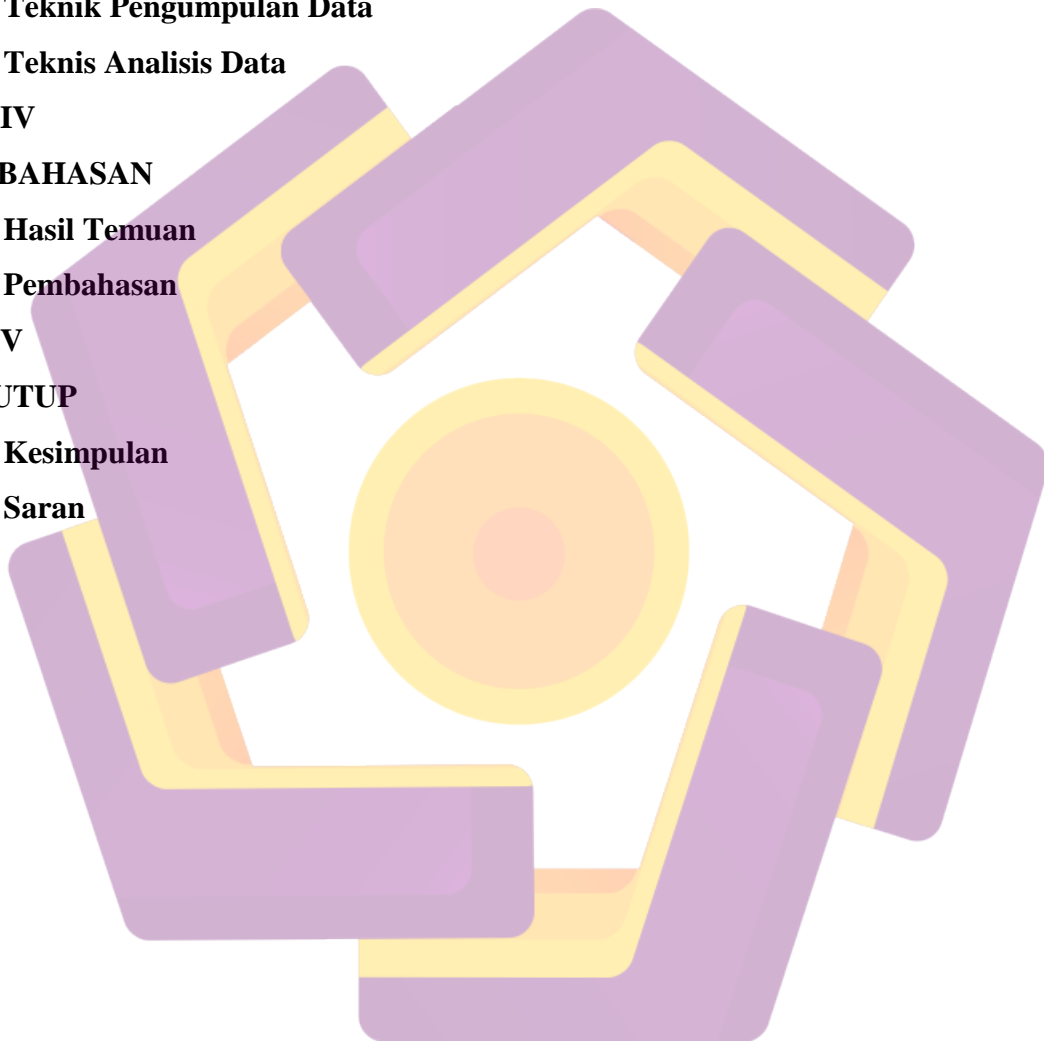 Teknik Pengumpulan Data
Teknis Analisis Data
IV
BAHASAN
Hasil Temuan
Pembahasan
V
UTUP
Kesimpulan
Saran